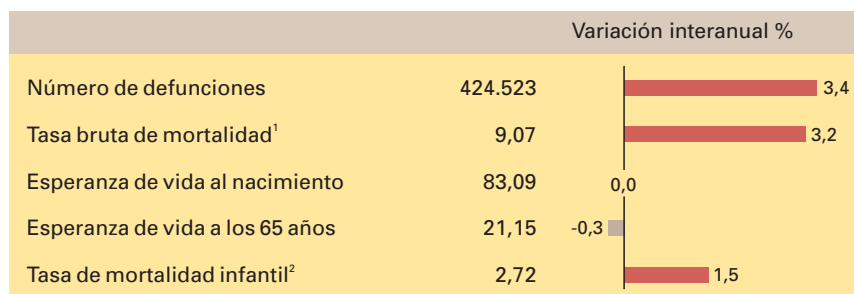 Variación interanual %
Número de defunciones 424.523 3,4
Tasa bruta de mortalidad¹ 9,07 3,2
Esperanza de vida al nacimiento 83,09 0,0
Esperanza de vida a los 65 años 21,15 -0,3
Tasa de mortalidad infantil² 2,72 1,5